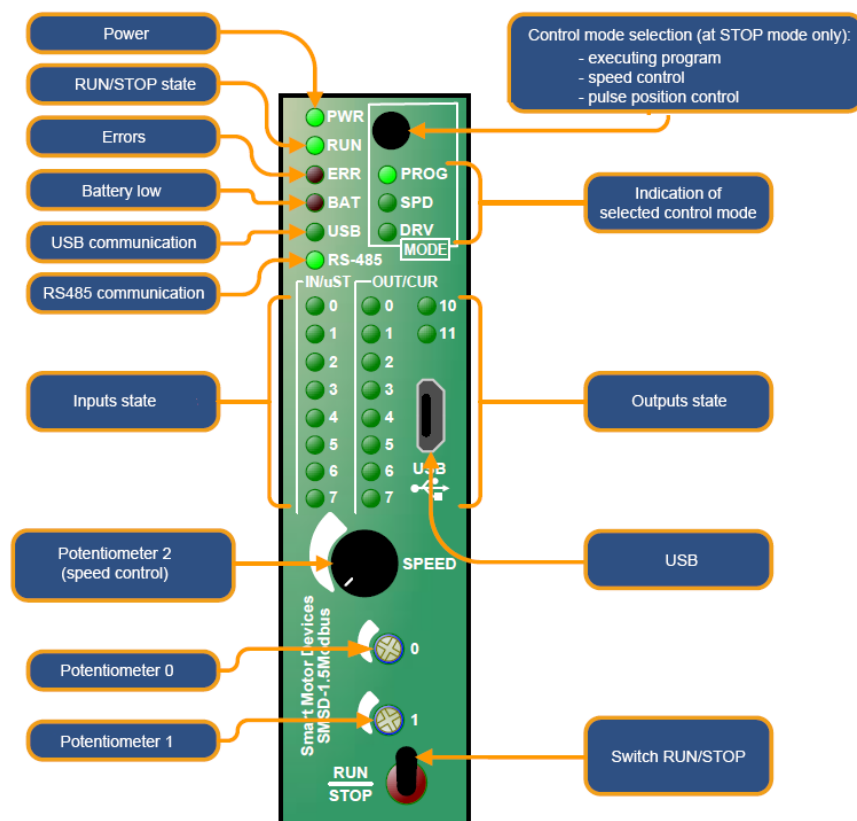 Power
RUN/STOP state
Errors
Battery low
USB communication
RS485 communication
Inputs state
Potentiometer 2
(speed control)
Potentiometer 0
Potentiometer 1
PWR
RUN
ERR
BAT
USB
RS-485
PROG
SPD
DRV
MODE
IN/uST
OUT/CUR
0
1
2
3
4
5
6
7
0
1
2
3
4
5
6
7
10
11
USB
SPEED
Smart Motor Devices
SMSD-1.5Modbus
0
1
RUN
STOP
Control mode selection (at STOP mode only):
- executing program
- speed control
- pulse position control
Indication of
selected control mode
Outputs state
USB
Switch RUN/STOP